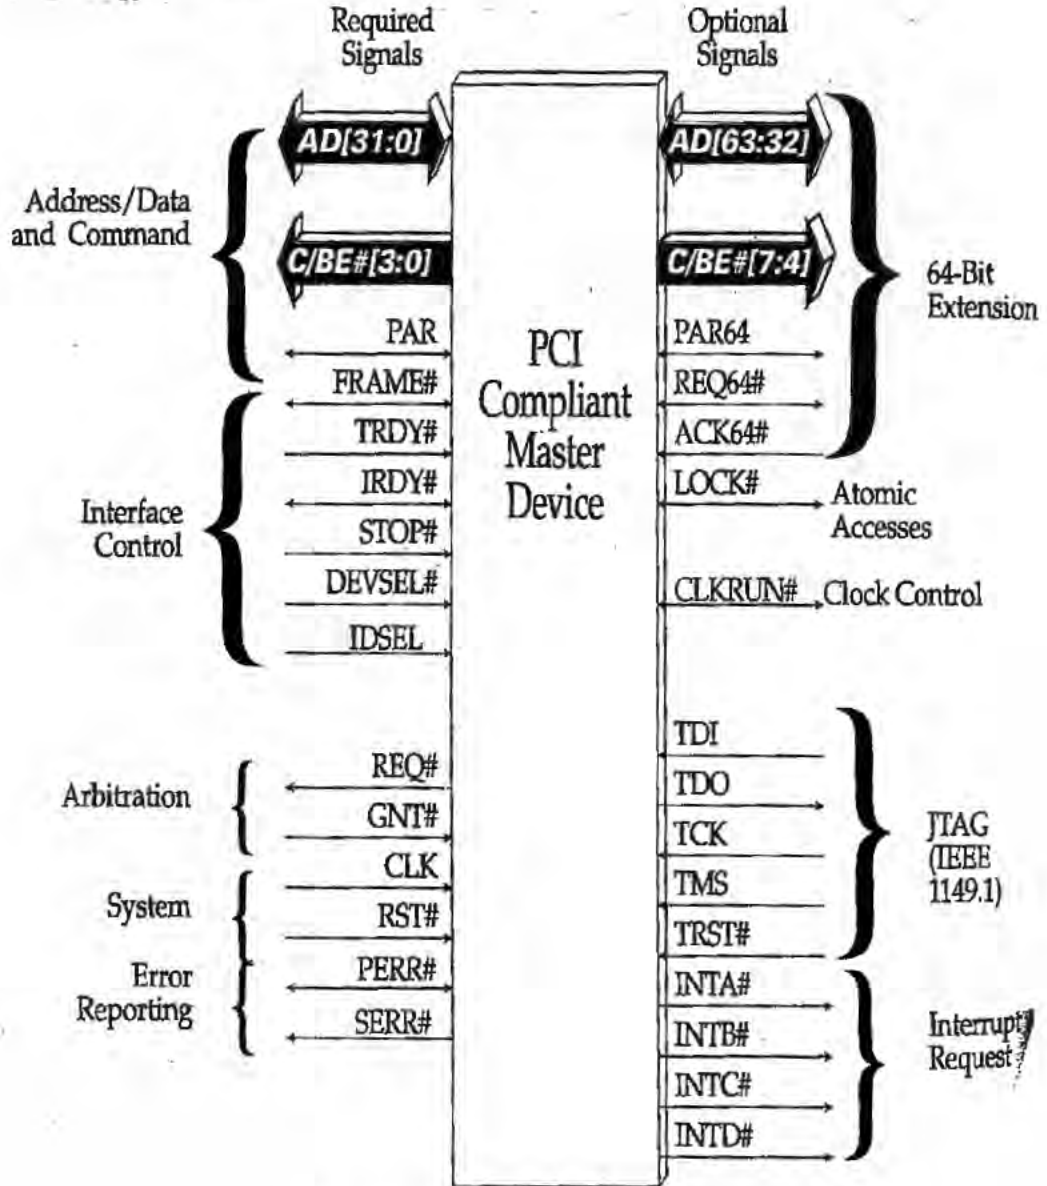 Required
Signals
Optional
Signals
Address/Data
and Command
AD[31:0]
C/BE#[3:0]
PAR
Interface
Control
FRAME#
TRDY#
IRDY#
STOP#
DEVSEL#
IDSEL
Arbitration
REQ#
GNT#
System
CLK
RST#
Error
Reporting
PERR#
SERR#
PCI
Compliant
Master
Device
AD[63:32]
C/BE#[7:4]
PAR64
REQ64#
ACK64#
64-Bit
Extension
LOCK#
Atomic
Accesses
CLKRUN#
Clock Control
TDI
TDO
TCK
TMS
TRST#
JTAG
(IEEE
1149.1)
INTA#
INTB#
INTC#
INTD#
Interrupt
Request